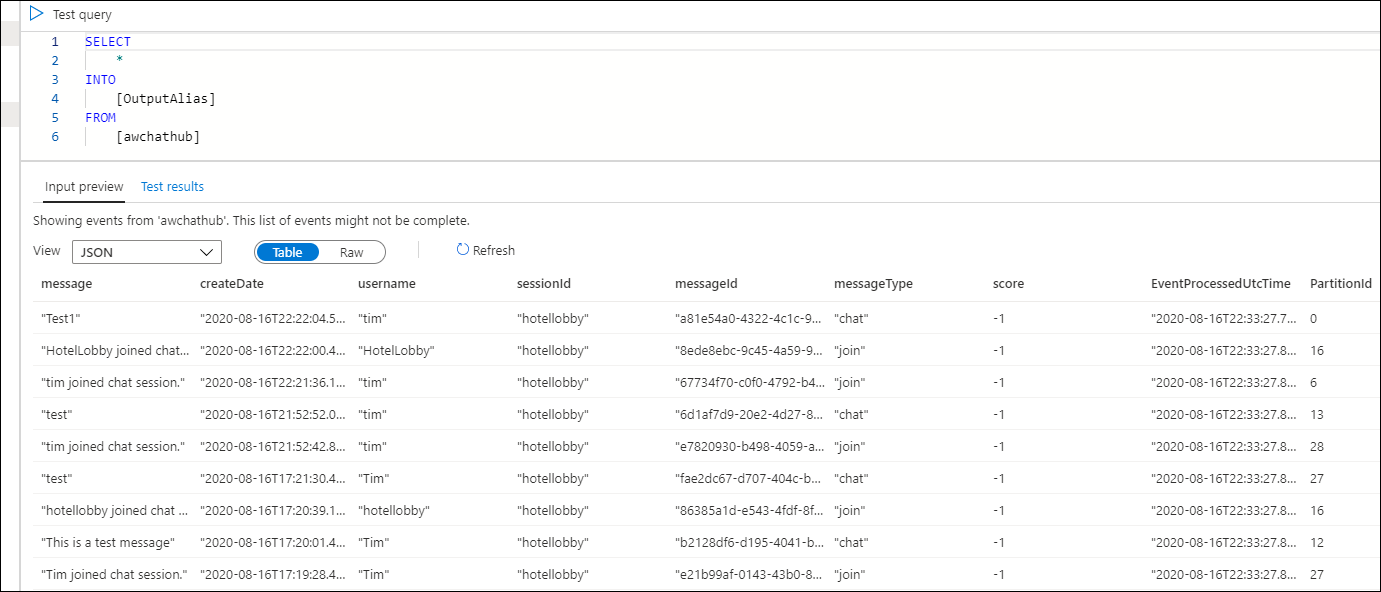 Test query
1 SELECT
2 *
3 INTO
4 [OutputAlias]
5 FROM
6 [awchathub]
Input preview Test results
Showing events from 'awchathub'. This list of events might not be complete.
View JSON Table Raw Refresh
message createDate username sessionId messageId messageType score EventProcessedUtcTime PartitionId
"Test1" "2020-08-16T22:22:04.5... "tim" "hotellobby" "a81e54a0-4322-4c1c-9... "chat" -1 "2020-08-16T22:33:27.7... 0
"HotelLobby joined chat... "2020-08-16T22:22:00.4... "HotelLobby" "hotellobby" "8ede8ebc-9c45-4a59-9... "join" -1 "2020-08-16T22:33:27.8... 16
"tim joined chat session." "2020-08-16T22:21:36.1... "tim" "hotellobby" "67734f70-c0f0-4792-b4... "join" -1 "2020-08-16T22:33:27.8... 6
"test" "2020-08-16T21:52:52.0... "tim" "hotellobby" "6d1af7d9-20e2-4d27-8... "chat" -1 "2020-08-16T22:33:27.8... 13
"tim joined chat session." "2020-08-16T21:52:42.8... "tim" "hotellobby" "e7820930-b498-4059-a... "join" -1 "2020-08-16T22:33:27.8... 28
"test" "2020-08-16T17:21:30.4... "Tim" "hotellobby" "fae2dc67-d707-404c-b... "chat" -1 "2020-08-16T22:33:27.8... 27
"hotellobby joined chat ... "2020-08-16T17:20:39.1... "hotellobby" "hotellobby" "86385a1d-e543-4fdf-8f... "join" -1 "2020-08-16T22:33:27.8... 16
"This is a test message" "2020-08-16T17:20:01.4... "Tim" "hotellobby" "b2128df6-d195-4041-b... "chat" -1 "2020-08-16T22:33:27.8... 12
"Tim joined chat session." "2020-08-16T17:19:28.4... "Tim" "hotellobby" "e21b99af-0143-43b0-8... "join" -1 "2020-08-16T22:33:27.8... 27